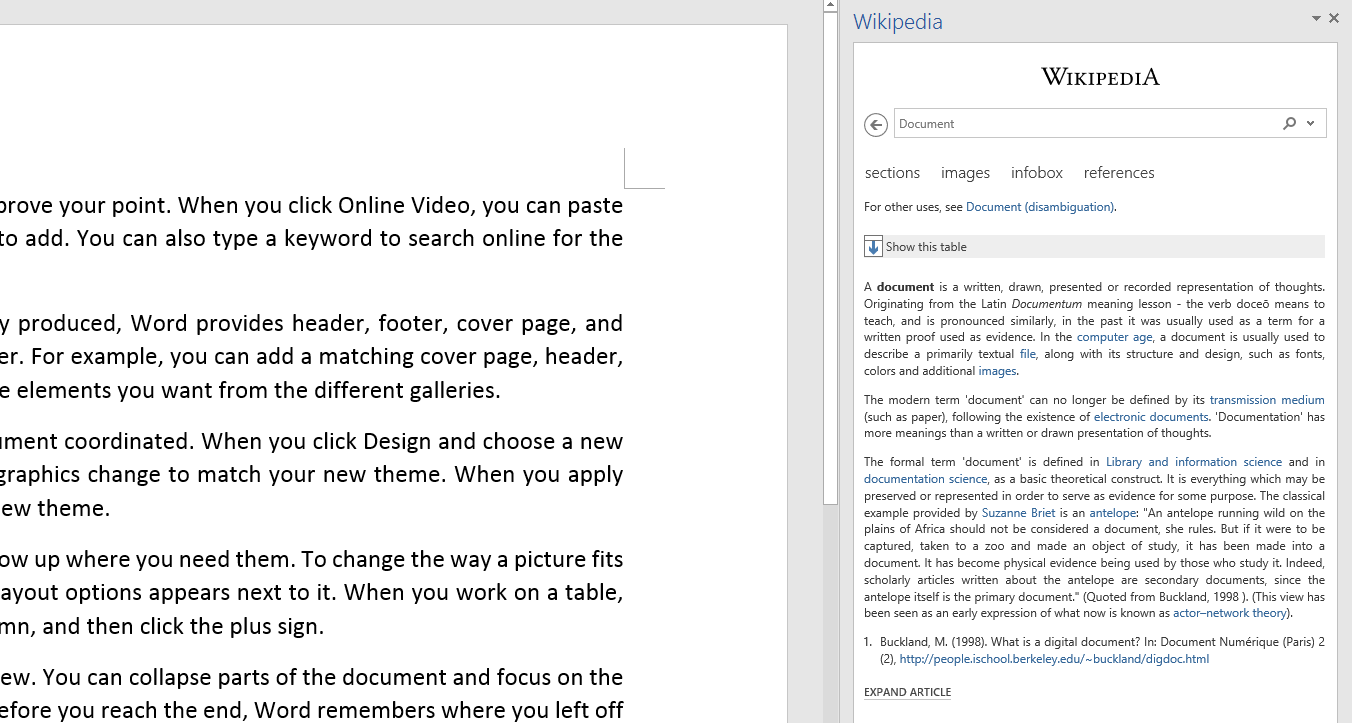 prove your point. When you click Online Video, you can paste
to add. You can also type a keyword to search online for the
y produced, Word provides header, footer, cover page, and
er. For example, you can add a matching cover page, header,
e elements you want from the different galleries.
ument coordinated. When you click Design and choose a new
graphics change to match your new theme. When you apply
ew theme.
ow up where you need them. To change the way a picture fits
ayout options appears next to it. When you work on a table,
mn, and then click the plus sign.
ew. You can collapse parts of the document and focus on the
efore you reach the end, Word remembers where you left off
Wikipedia
WIKIPEDIA
Document
sections images infobox references
For other uses, see Document (disambiguation).
Show this table
A document is a written, drawn, presented or recorded representation of thoughts.
Originating from the Latin Documentum meaning lesson - the verb doceō means to
teach, and is pronounced similarly, in the past it was usually used as a term for a
written proof used as evidence. In the computer age, a document is usually used to
describe a primarily textual file, along with its structure and design, such as fonts,
colors and additional images.
The modern term 'document' can no longer be defined by its transmission medium
(such as paper), following the existence of electronic documents. 'Documentation' has
more meanings than a written or drawn presentation of thoughts.
The formal term 'document' is defined in Library and information science and in
documentation science, as a basic theoretical construct. It is everything which may be
preserved or represented in order to serve as evidence for some purpose. The classical
example provided by Suzanne Briet is an antelope: "An antelope running wild on the
plains of Africa should not be considered a document, she rules. But if it were to be
captured, taken to a zoo and made an object of study, it has been made into a
document. It has become physical evidence being used by those who study it. Indeed,
scholarly articles written about the antelope are secondary documents, since the
antelope itself is the primary document." (Quoted from Buckland, 1998 ). (This view has
been seen as an early expression of what now is known as actor–network theory).
1. Buckland, M. (1998). What is a digital document? In: Document Numérique (Paris) 2
(2), http://people.ischool.berkeley.edu/~buckland/digdoc.html
EXPAND ARTICLE